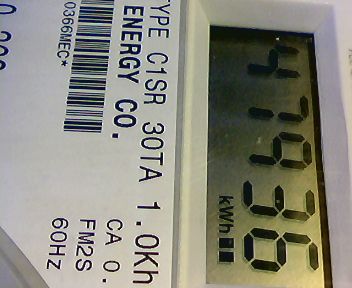 47936
kWh
TYPE C1SR 30TA 1.0Kh
ENERGY CO. CA 0.
FM2S
0366MEC* 60HZ